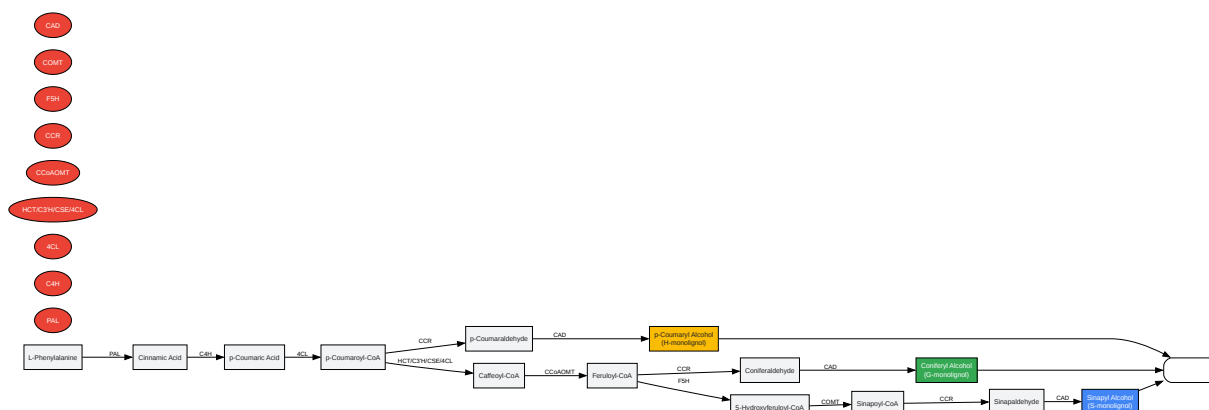 CAD
COMT
F5H
CCR
CCoAOMT
HCT/C3'H/CSE/4CL
4CL
C4H
PAL
L-Phenylalanine
PAL
Cinnamic Acid
C4H
p-Coumaric Acid
4CL
p-Coumaroyl-CoA
CCR
p-Coumaraldehyde
CAD
p-Coumaryl Alcohol
(H-monolignol)
HCT/C3'H/CSE/4CL
Caffeoyl-CoA
CCoAOMT
Feruloyl-CoA
CCR
Coniferaldehyde
CAD
Coniferyl Alcohol
(G-monolignol)
F5H
5-Hydroxyferuloyl-CoA
COMT
Sinapoyl-CoA
CCR
Sinapaldehyde
CAD
Sinapyl Alcohol
(S-monolignol)